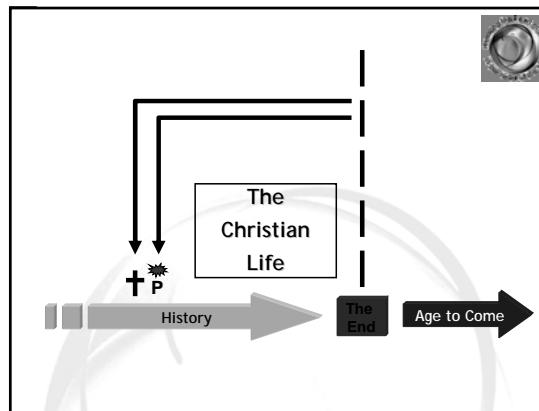 The
Christian
Life
P
History
The
End
Age to Come